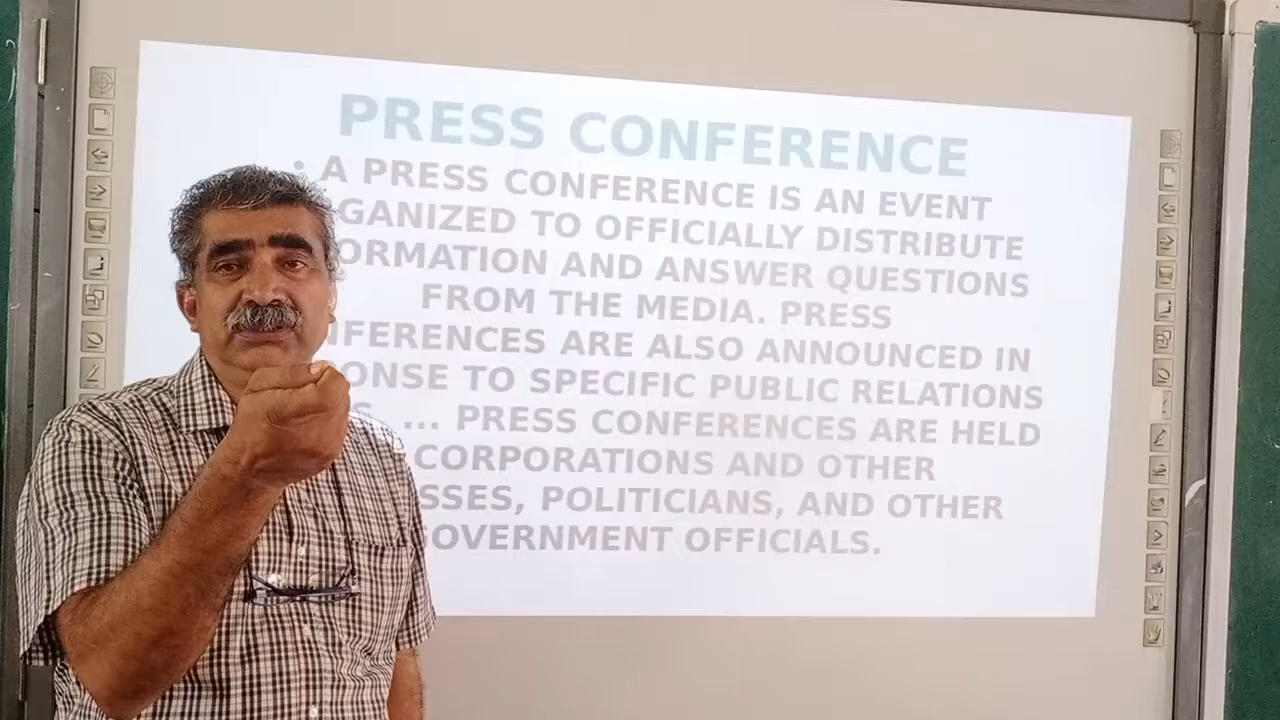 PRESS CONFERENCE
• A PRESS CONFERENCE IS AN EVENT
GANIZED TO OFFICIALLY DISTRIBUTE
ORMATION AND ANSWER QUESTIONS
FROM THE MEDIA. PRESS
NFERENCES ARE ALSO ANNOUNCED IN
ONSE TO SPECIFIC PUBLIC RELATIONS
... PRESS CONFERENCES ARE HELD
CORPORATIONS AND OTHER
SSES, POLITICIANS, AND OTHER
GOVERNMENT OFFICIALS.